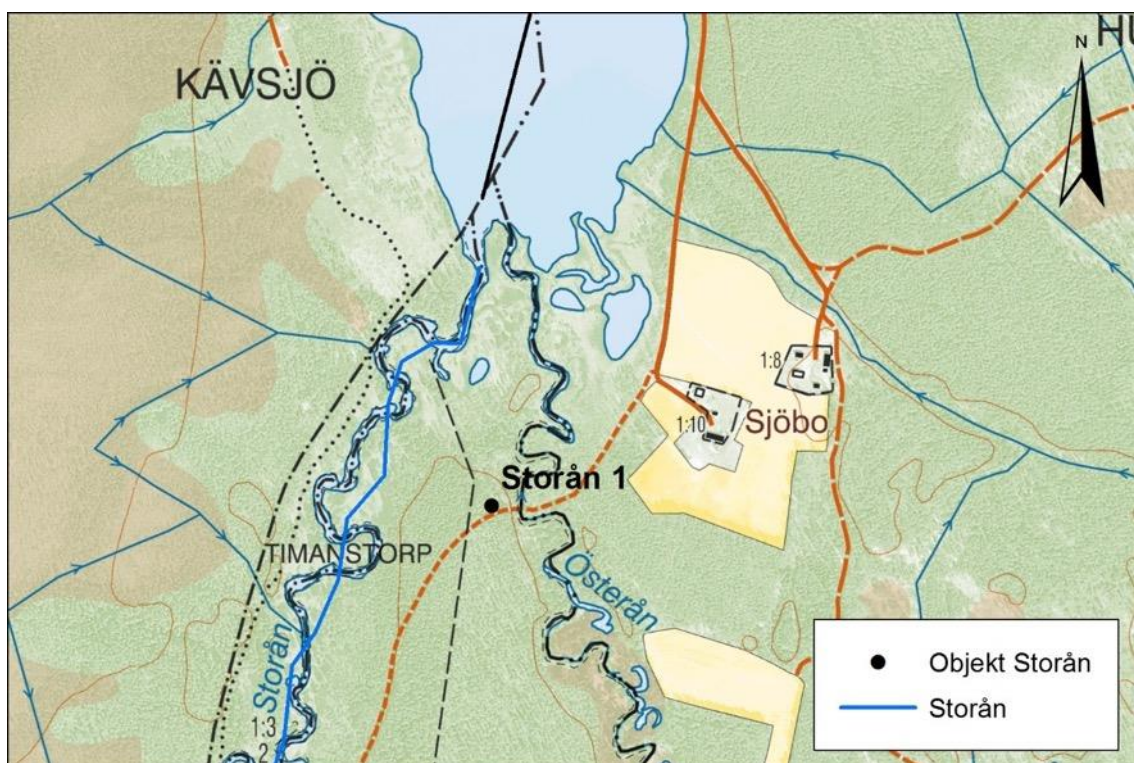 N
HU
KÄVSJÖ
1:8
1:10
Sjöbo
Storån 1
TIMANSTORP
Österån
Storån
1:3
2
Objekt Storån
Storån